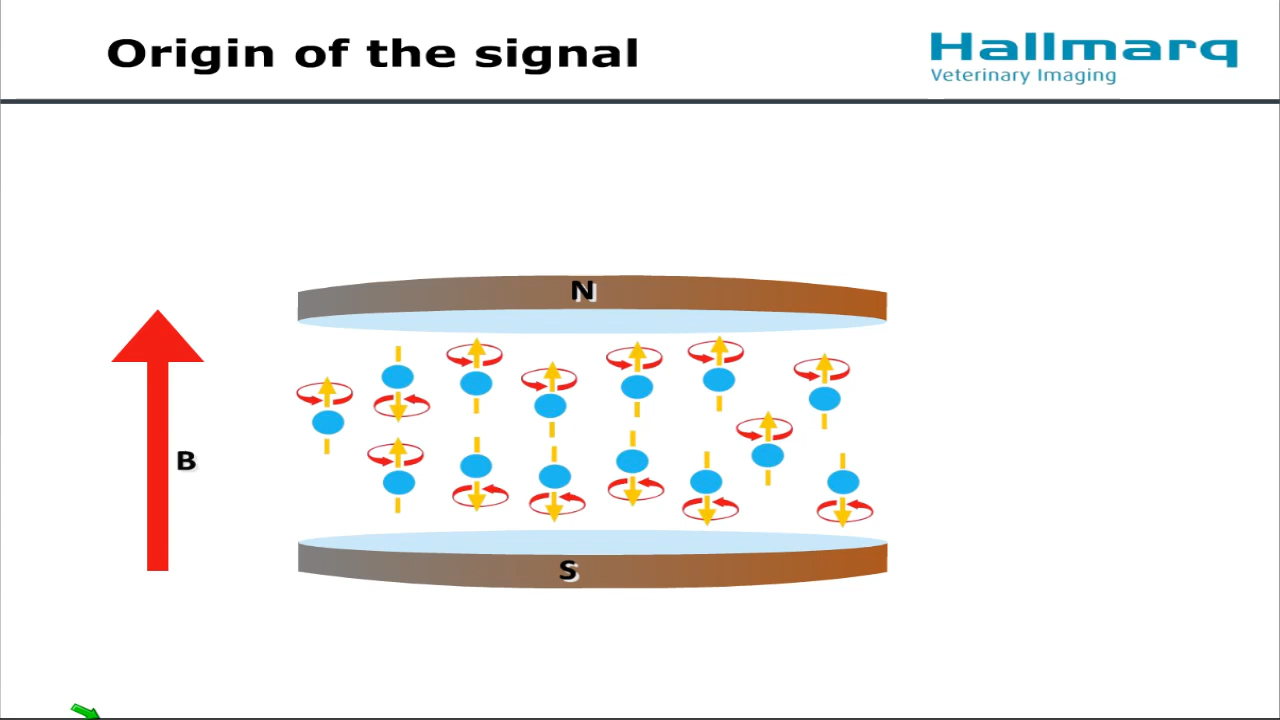 Origin of the signal
Hallmarq
Veterinary Imaging
N
B
S